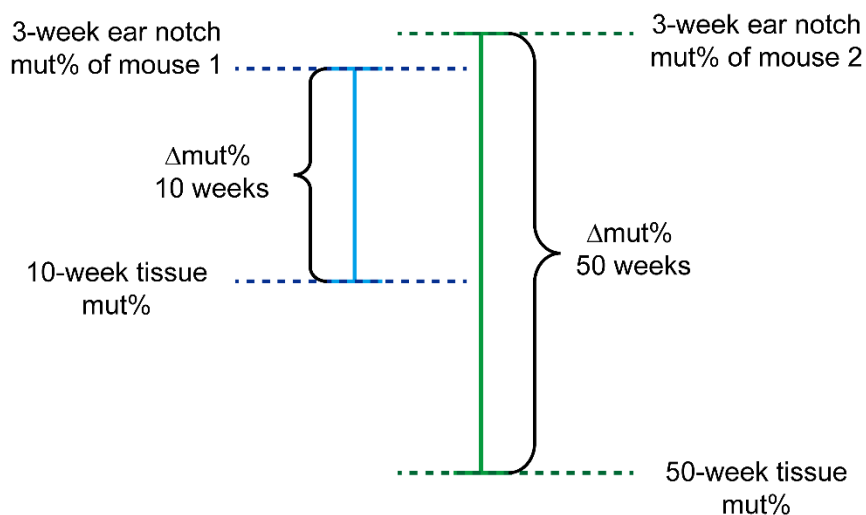 3-week ear notch
mut% of mouse 1
3-week ear notch
mut% of mouse 2
Δmut%
10 weeks
Δmut%
50 weeks
10-week tissue
mut%
50-week tissue
mut%